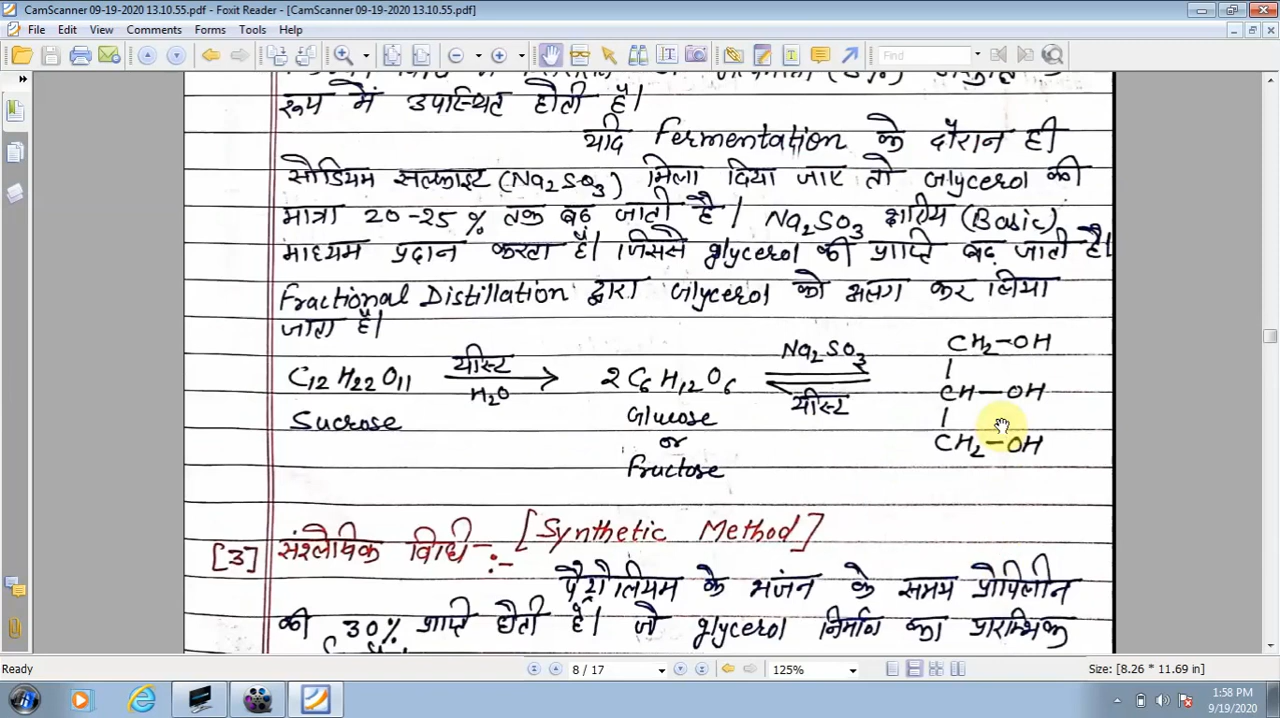 CamScanner 09-19-2020 13.10.55.pdf - Foxit Reader - [CamScanner 09-19-2020 13.10.55.pdf]
File Edit View Comments Forms Tools Help
Find
रूप में उपस्थित होती है।
यदि Fermentation के दौरान ही
सोडियम सल्फाइट (Na2SO3) मिला दिया जाए तो glycerol की
मात्रा 20-25 % तक बढ़ जाती है। Na2SO3 क्षारीय (Basic)
माध्यम प्रदान करता है। जिससे glycerol की प्राप्ति बढ़ जाती है।
Fractional Distillation द्वारा glycerol को अलग कर लिया
जाता है।
C12H22O11 यीस्ट H2O 2C6H12O6 Na2SO3 यीस्ट CH2-OH
CH-OH
CH2-OH
Sucrose Glucose
or
Fructose
[3] संश्लेषिक विधि :- [Synthetic Method]
पैट्रोलियम के भंजन के समय प्रोपिलीन
की 30% प्राप्ति होती है। जो glycerol निर्माण का प्रारम्भिक
Ready 8 / 17 125% Size: [8.26 * 11.69 in]
1:58 PM
9/19/2020